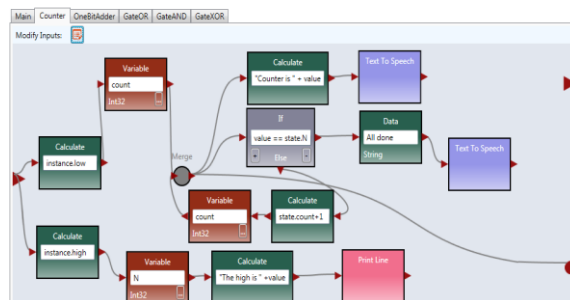 Main Counter OneBitAdder GateOR GateAND GateXOR
Modify Inputs:
Variable
count
Int32
Calculate
"Counter is " + value
Text To Speech
If
value == state.N
Else
Data
All done
String
Text To Speech
Merge
Calculate
instance.low
Variable
count
Int32
Calculate
state.count+1
Calculate
instance.high
Variable
N
Int32
Calculate
"The high is " +value
Print Line